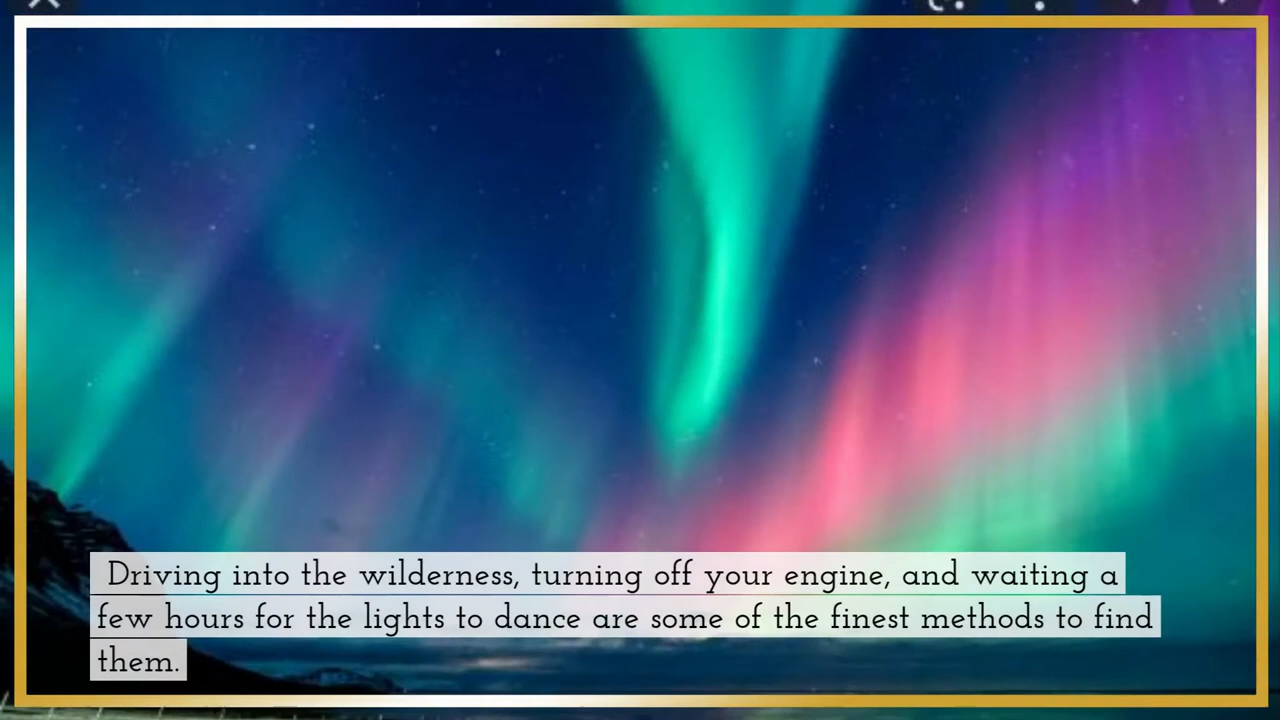 Driving into the wilderness, turning off your engine, and waiting a
few hours for the lights to dance are some of the finest methods to find
them.